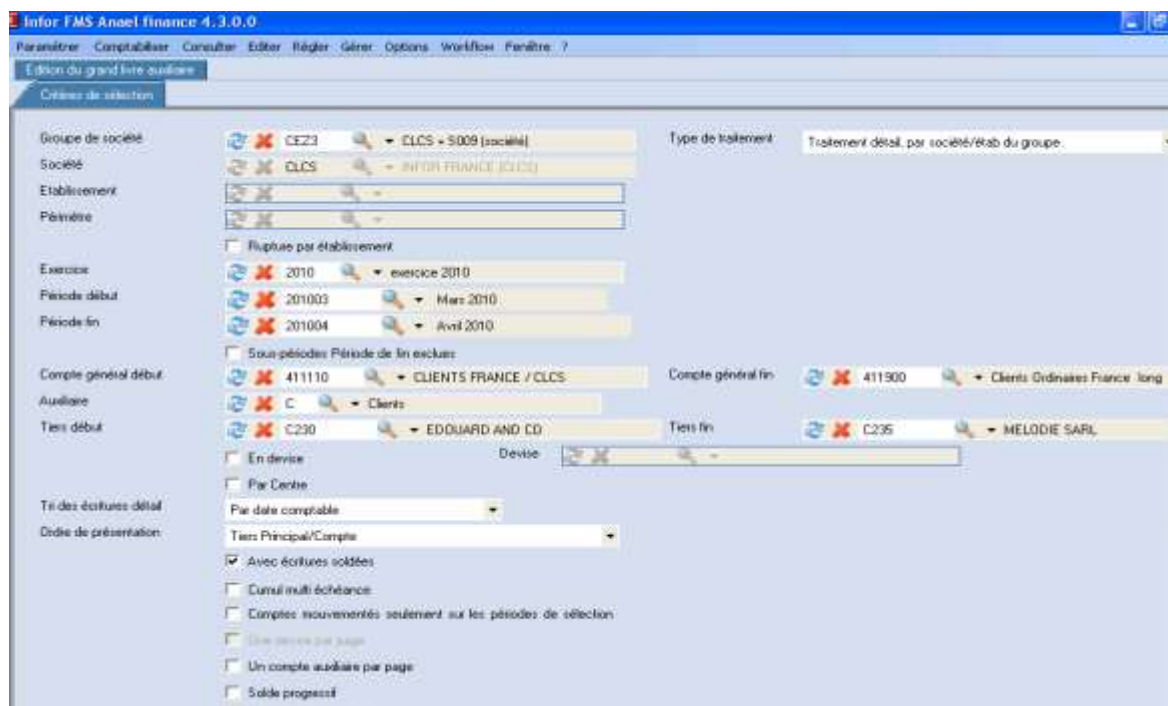 Infor FMS Anael finance 4.3.0.0
Paramétrer Comptabiliser Consulter Editer Régler Gérer Options Workflow Fenêtre ?
Edition du grand livre auxiliaire
Critères de sélection
Groupe de société CEZ3 CLCS + S009 (société) Type de traitement Traitement détail, par société/étab du groupe
Société CLCS INFOR FRANCE (CLCS)
Etablissement
Périmètre
Rupture par établissement
Exercice 2010 exercice 2010
Période début 201003 Mars 2010
Période fin 201004 Avril 2010
Sous-périodes Période de fin exclues
Compte général début 411110 CLIENTS FRANCE / CLCS Compte général fin 411900 Clients Ordinaires France long
Auxiliaire C Clients
Tiers début C230 EDOUARD AND CO Tiers fin C235 MELODIE SARL
En devise Devise
Par Centre
Tri des écritures détail Par date comptable
Ordre de présentation Tiers Principal/Compte
Avec écritures soldées
Cumul multi échéance
Comptes mouvementés seulement sur les périodes de sélection
Une devise par page
Un compte auxiliaire par page
Solde progressif